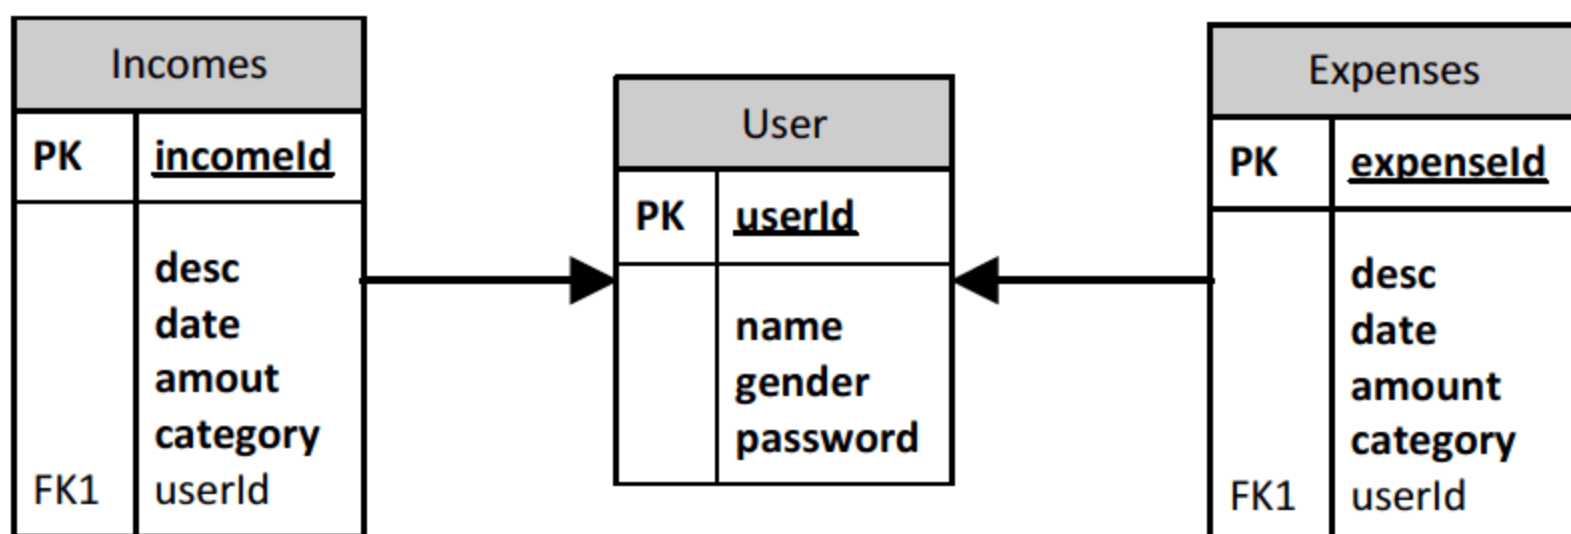 Incomes
PK incomeId
desc
date
amout
category
FK1 userId
User
PK userId
name
gender
password
Expenses
PK expenseId
desc
date
amount
category
FK1 userId